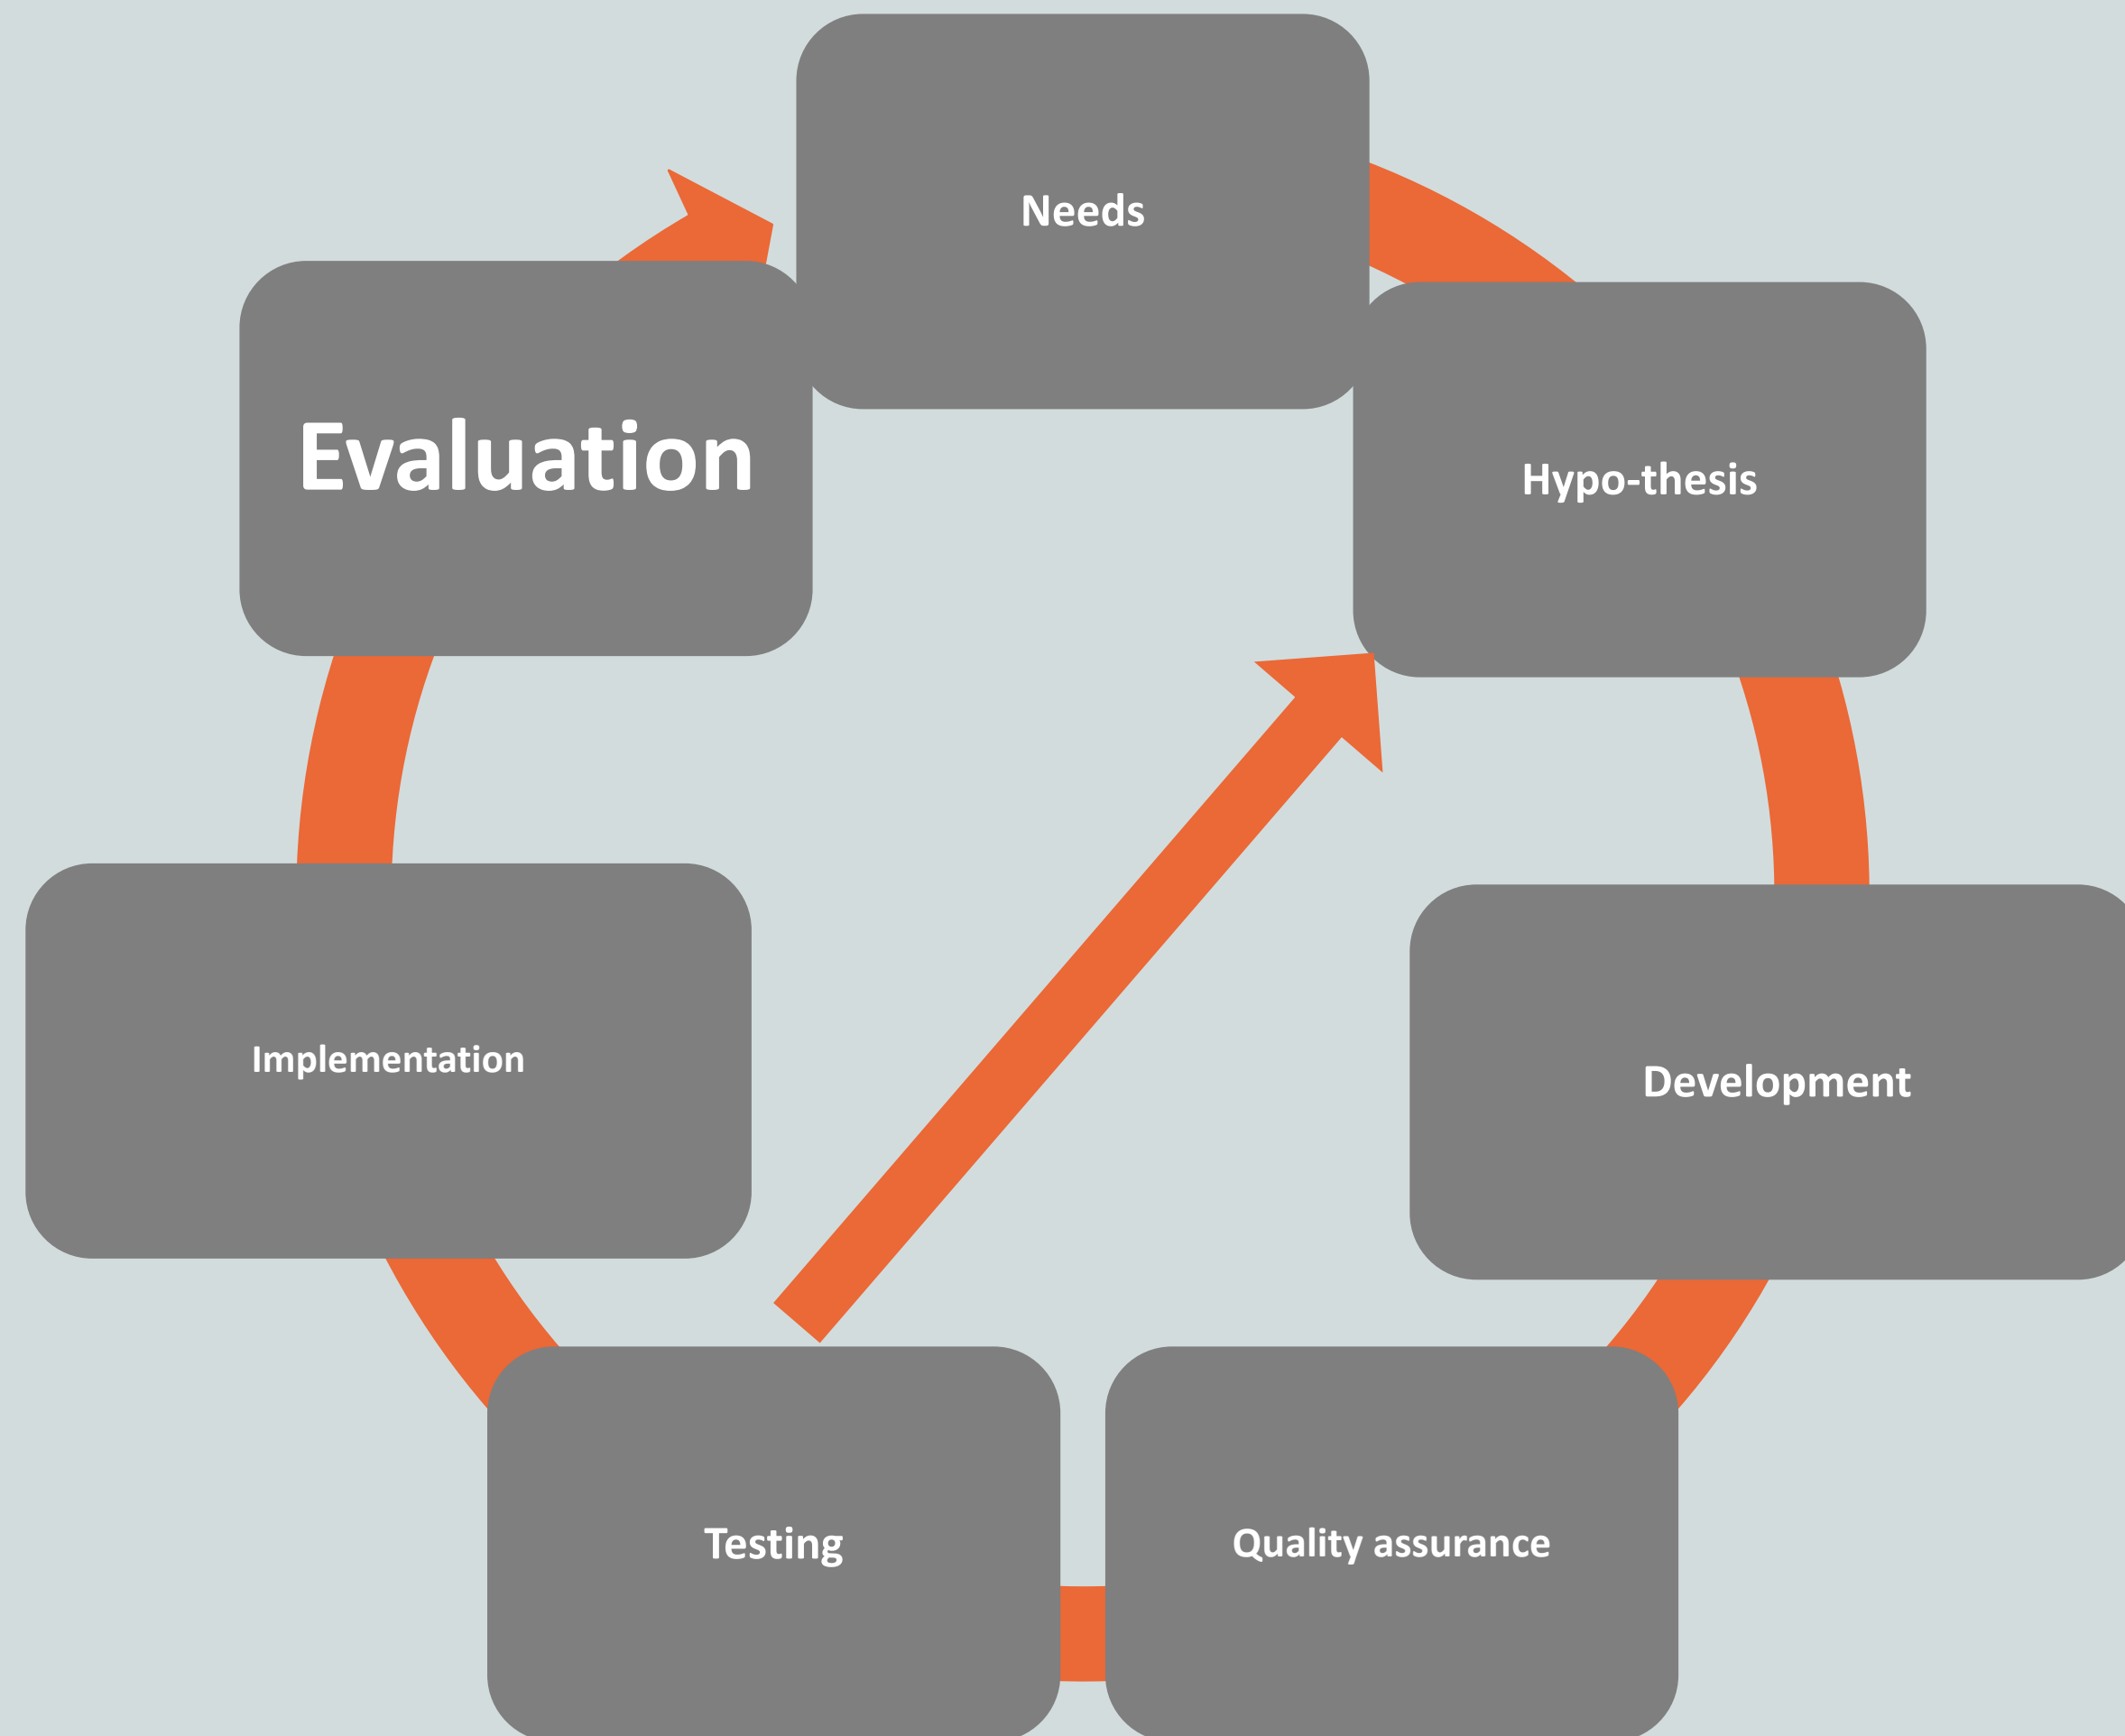 Needs
Evaluation
Hypo-thesis
Implementation
Development
Testing
Quality assurance